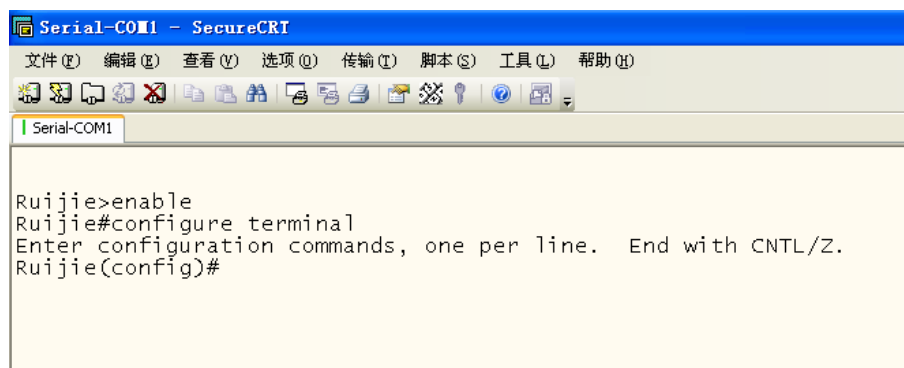 Serial-COM1 - SecureCRT
文件(F) 编辑(E) 查看(V) 选项(O) 传输(T) 脚本(S) 工具(L) 帮助(H)
Serial-COM1
Ruijie>enable
Ruijie#configure terminal
Enter configuration commands, one per line.  End with CNTL/Z.
Ruijie(config)#